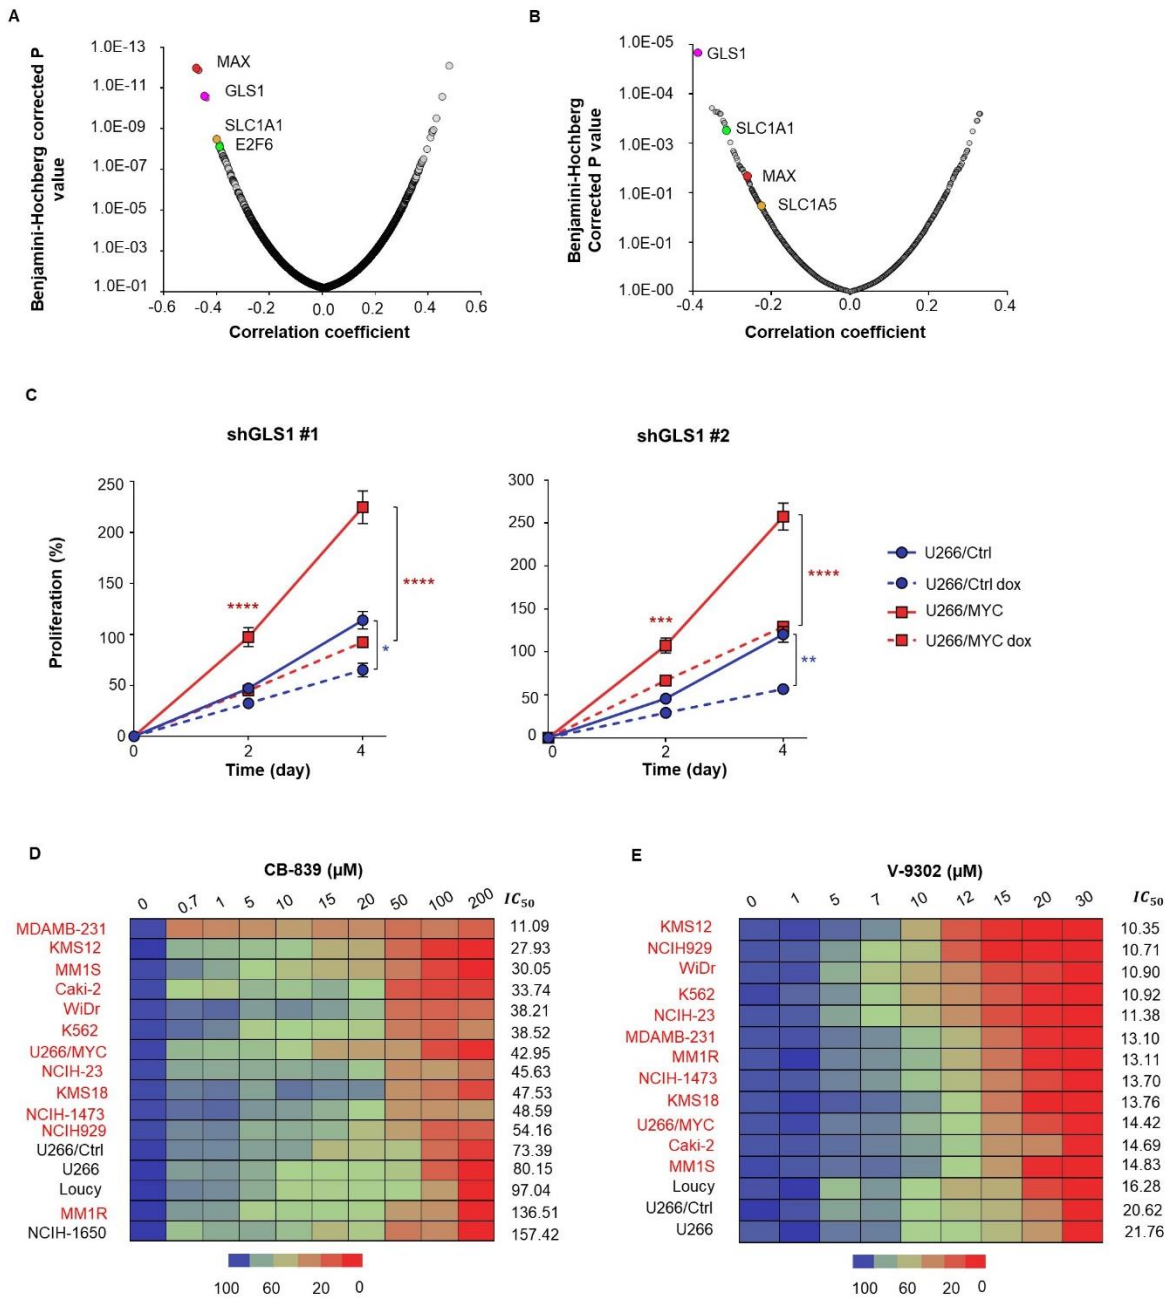 A
Benjamini-Hochberg corrected P
value
1.0E-13
1.0E-11
1.0E-09
1.0E-07
1.0E-05
1.0E-03
1.0E-01
MAX
GLS1
SLC1A1
E2F6
-0.6
-0.4
-0.2
0.0
0.2
0.4
0.6
Correlation coefficient
B
Benjamini-Hochberg
Corrected P value
1.0E-05
1.0E-04
1.0E-03
1.0E-01
1.0E-01
1.0E-00
GLS1
SLC1A1
MAX
SLC1A5
-0.4
-0.2
0.0
0.2
0.4
Correlation coefficient
C
shGLS1 #1
Proliferation (%)
250
200
150
100
50
0
****
****
*
0
2
4
Time (day)
shGLS1 #2
300
250
200
150
100
50
0
***
****
**
0
2
4
Time (day)
U266/Ctrl
U266/Ctrl dox
U266/MYC
U266/MYC dox
D
CB-839 (µM)
0 0.7 1 5 10 15 20 50 100 200 IC50
MDAMB-231 11.09
KMS12 27.93
MM1S 30.05
Caki-2 33.74
WiDr 38.21
K562 38.52
U266/MYC 42.95
NCIH-23 45.63
KMS18 47.53
NCIH-1473 48.59
NCIH929 54.16
U266/Ctrl 73.39
U266 80.15
Loucy 97.04
MM1R 136.51
NCIH-1650 157.42
100 60 20 0
E
V-9302 (µM)
0 1 5 7 10 12 15 20 30 IC50
KMS12 10.35
NCIH929 10.71
WiDr 10.90
K562 10.92
NCIH-23 11.38
MDAMB-231 13.10
MM1R 13.11
NCIH-1473 13.70
KMS18 13.76
U266/MYC 14.42
Caki-2 14.69
MM1S 14.83
Loucy 16.28
U266/Ctrl 20.62
U266 21.76
100 60 20 0